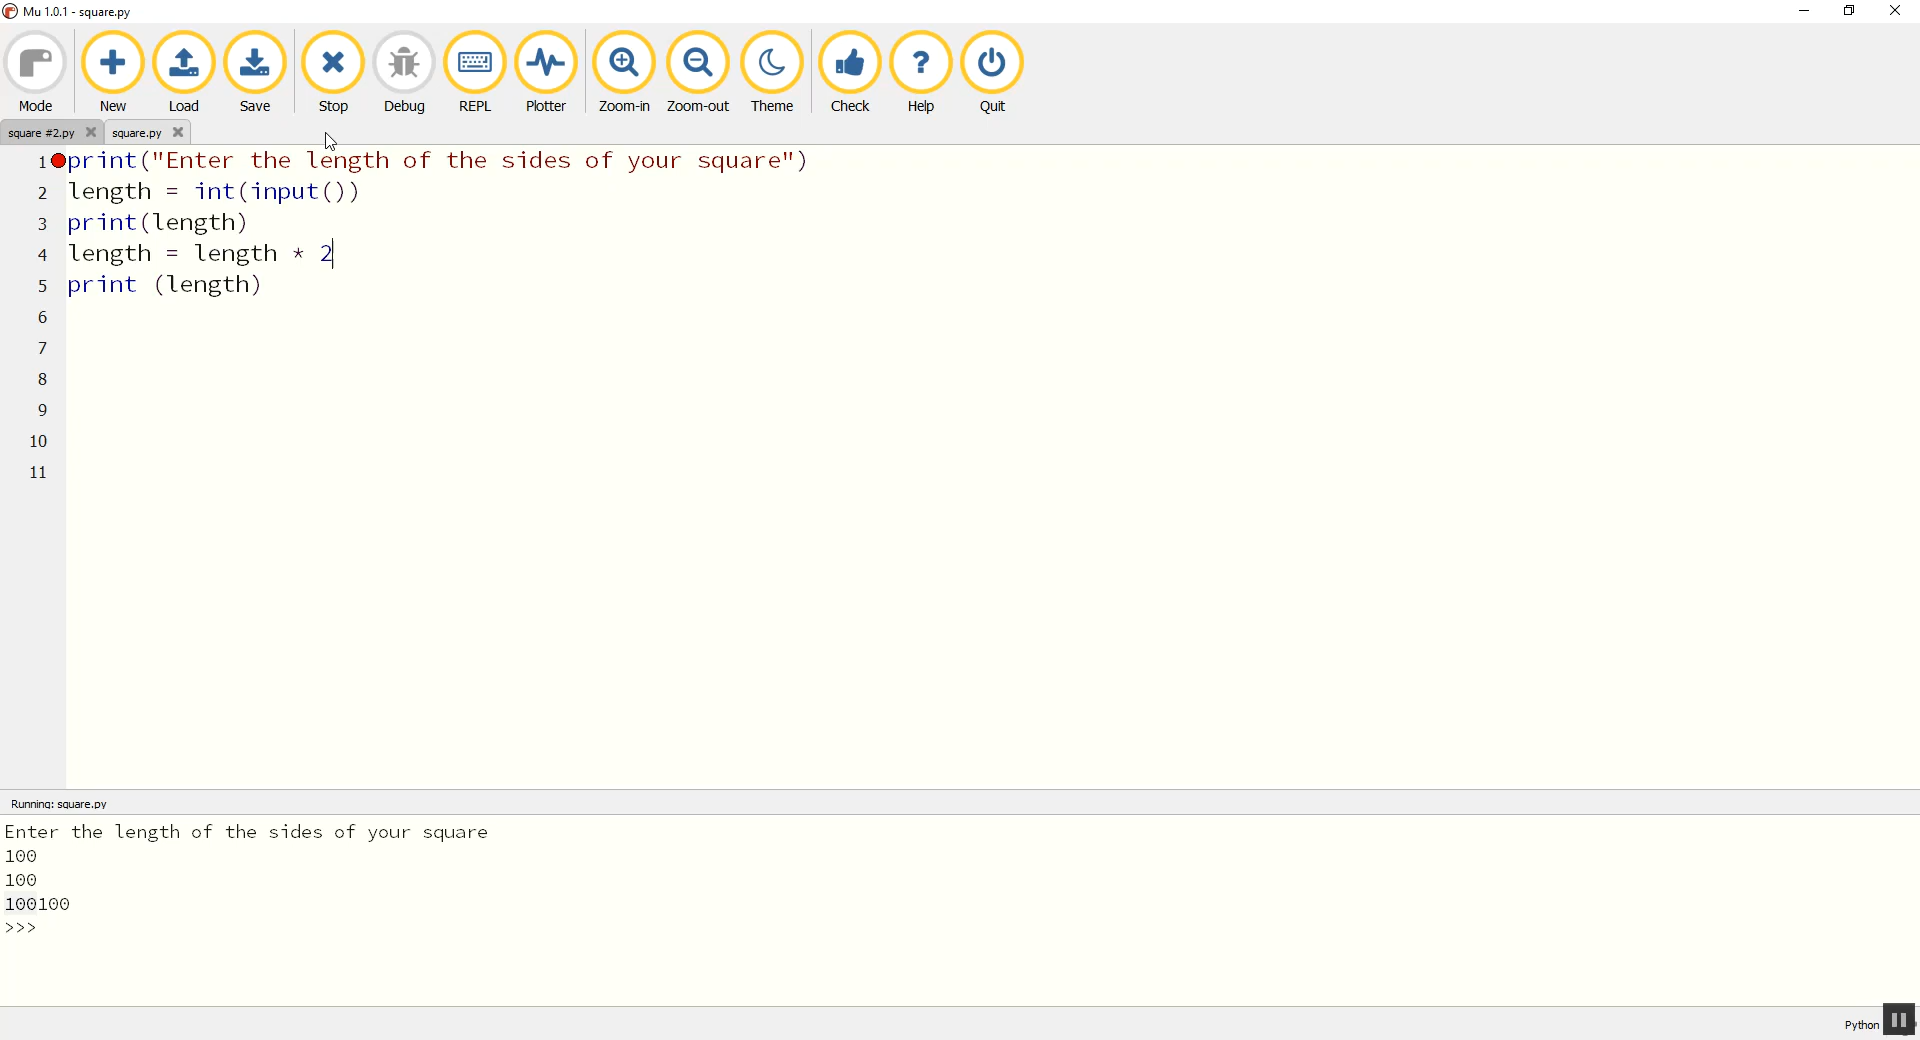 Mu 1.0.1 - square.py
Mode New Load Save Stop Debug REPL Plotter Zoom-in Zoom-out Theme Check Help Quit
square #2.py square.py
1 print("Enter the length of the sides of your square")
2 length = int(input())
3 print(length)
4 length = length * 2
5 print (length)
6
7
8
9
10
11
Running: square.py
Enter the length of the sides of your square
100
100
100100
>>>
Python